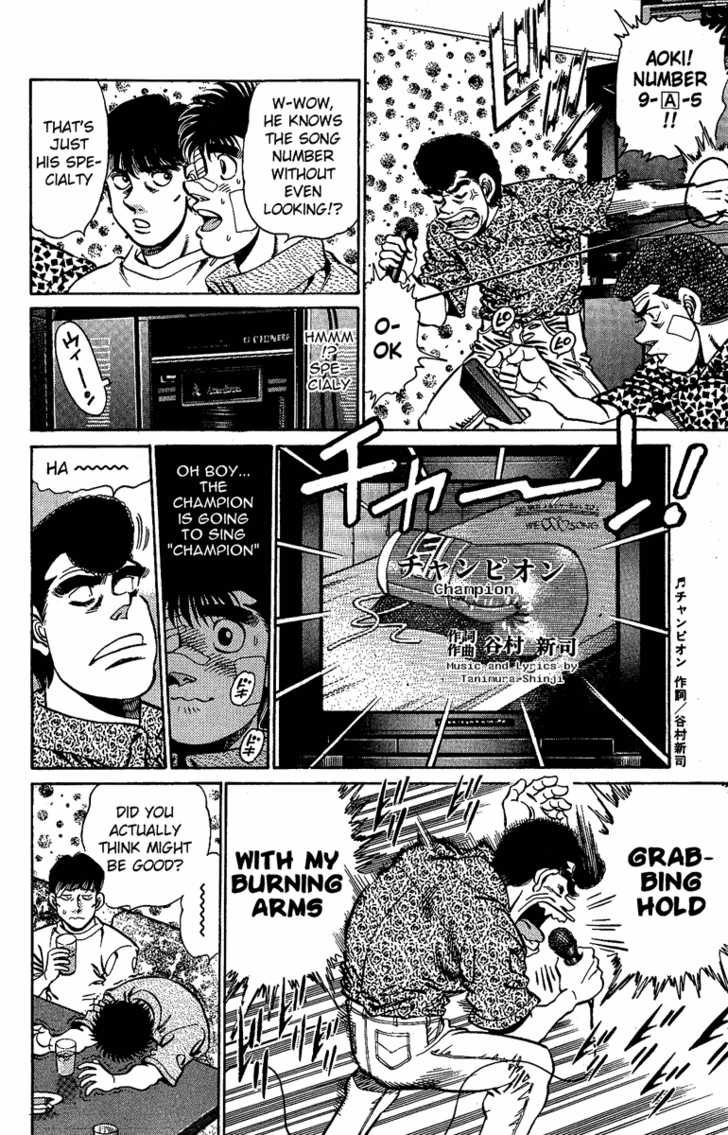 AOKI!
NUMBER
9-A-5
!!
O-
OK
W-WOW,
HE KNOWS
THE SONG
NUMBER
WITHOUT
EVEN
LOOKING!?
THAT'S
JUST
HIS SPE-
CIALTY
HMMM
!?
SPE-
CIALY
ウィーン
チャー!!
チャンピオン
Champion
作詞
作曲 谷村 新司
Music and Lyrics by
Tanimura Shinji
♬チャンピオン 作詞/谷村新司
OH BOY...
THE
CHAMPION
IS GOING
TO SING
"CHAMPION"
ドキ
ドキ
HA
GRAB-
BING
HOLD
WITH MY
BURNING
ARMS
DID YOU
ACTUALLY
THINK MIGHT
BE GOOD?